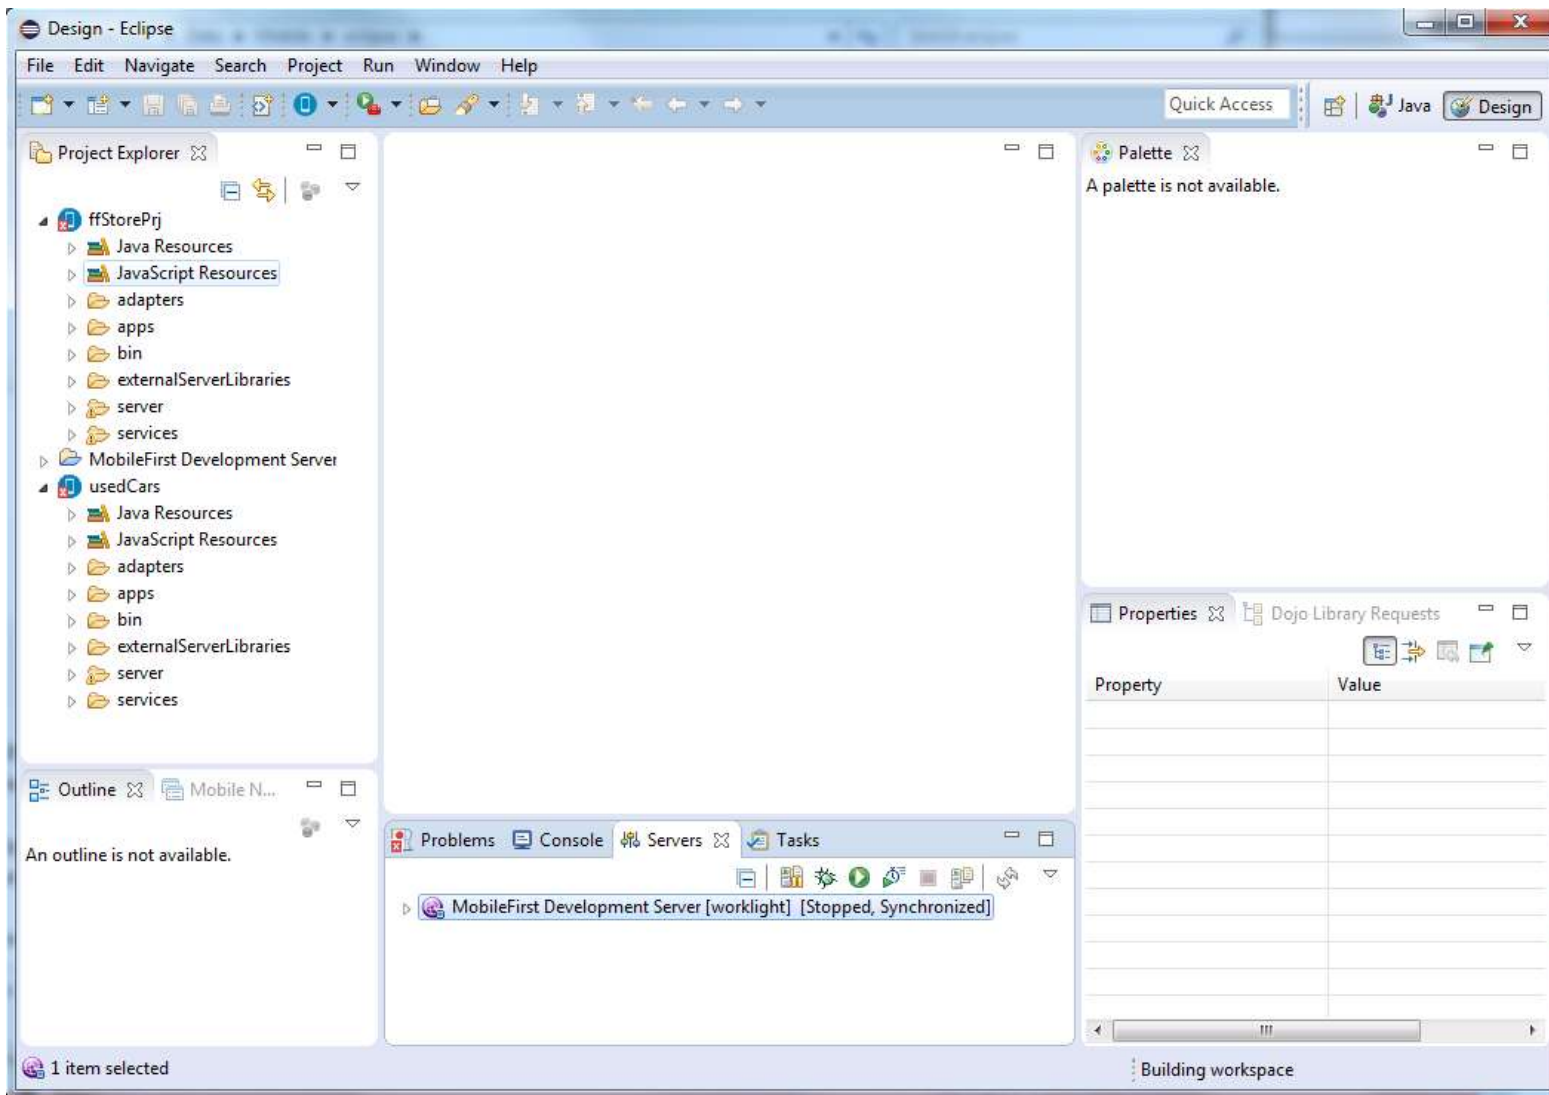 Design - Eclipse
File Edit Navigate Search Project Run Window Help
Quick Access Java Design
Project Explorer
ffStorePrj
Java Resources
JavaScript Resources
adapters
apps
bin
externalServerLibraries
server
services
MobileFirst Development Server
usedCars
Java Resources
JavaScript Resources
adapters
apps
bin
externalServerLibraries
server
services
Outline Mobile N...
An outline is not available.
Problems Console Servers Tasks
MobileFirst Development Server [worklight] [Stopped, Synchronized]
Palette
A palette is not available.
Properties Dojo Library Requests
Property Value
1 item selected
Building workspace